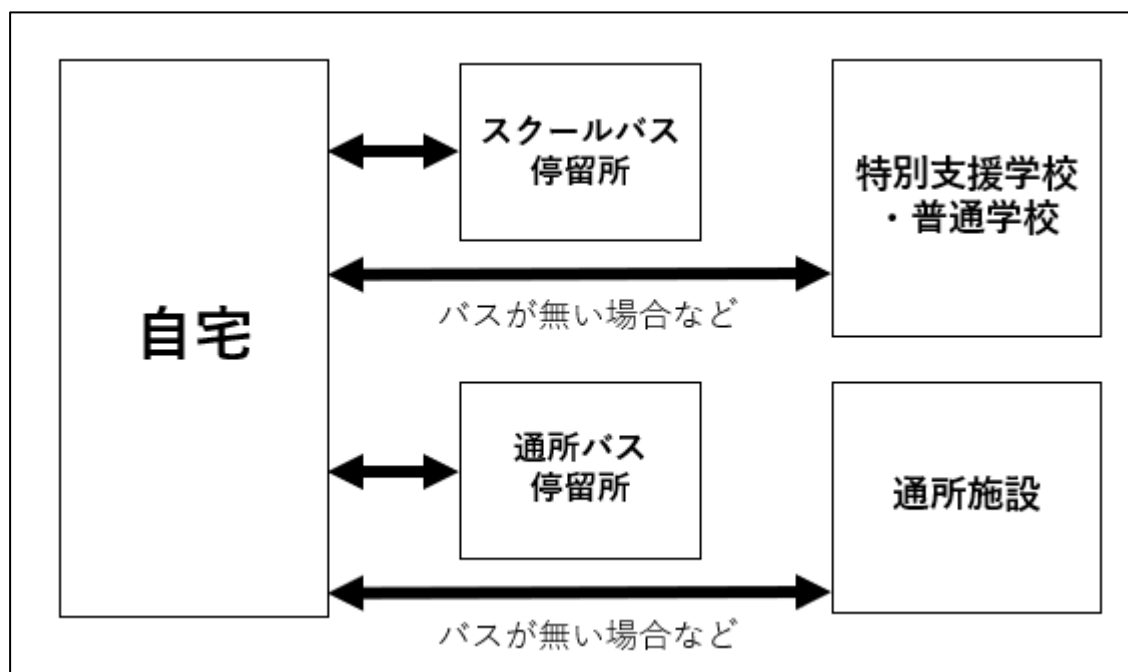 自宅
スクールバス
停留所
特別支援学校
・普通学校
バスが無い場合など
通所バス
停留所
通所施設
バスが無い場合など